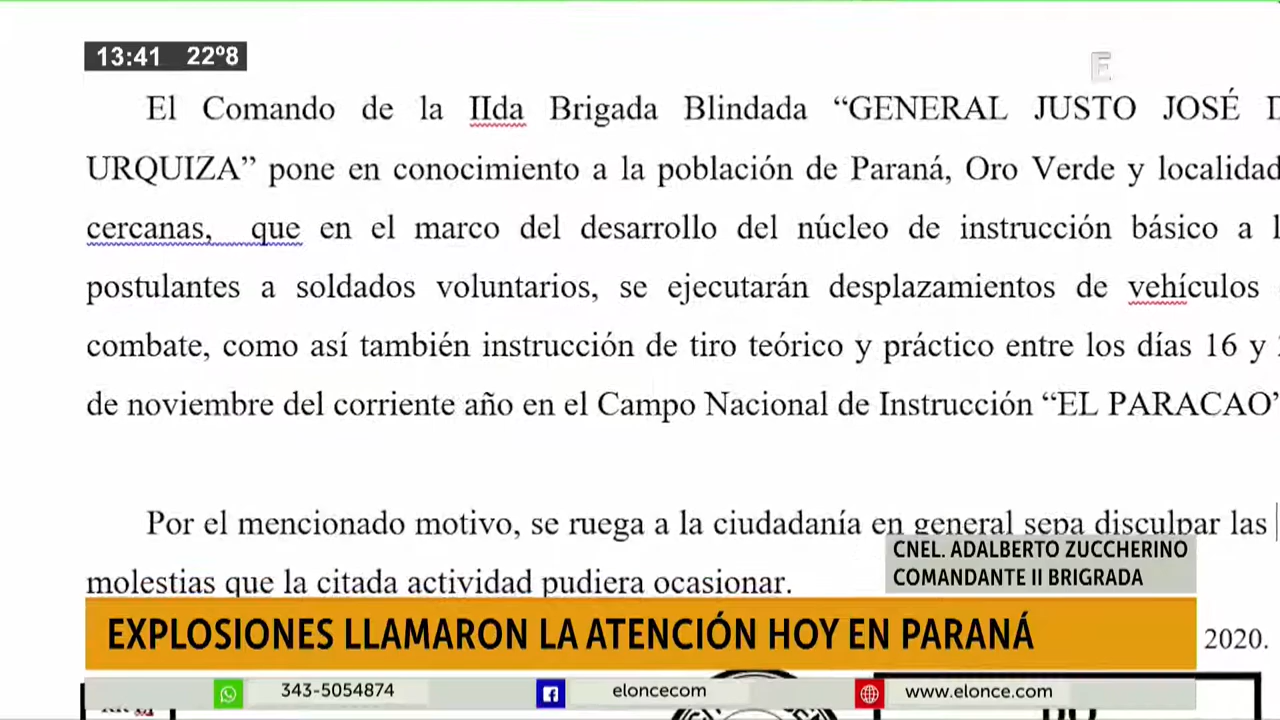 13:41 22º8
E
El Comando de la IIda Brigada Blindada “GENERAL JUSTO JOSÉ D
URQUIZA” pone en conocimiento a la población de Paraná, Oro Verde y localidad
cercanas, que en el marco del desarrollo del núcleo de instrucción básico a l
postulantes a soldados voluntarios, se ejecutarán desplazamientos de vehículos
combate, como así también instrucción de tiro teórico y práctico entre los días 16 y
de noviembre del corriente año en el Campo Nacional de Instrucción “EL PARACAO”
Por el mencionado motivo, se ruega a la ciudadanía en general sepa disculpar las
molestias que la citada actividad pudiera ocasionar.
CNEL. ADALBERTO ZUCCHERINO
COMANDANTE II BRIGRADA
EXPLOSIONES LLAMARON LA ATENCIÓN HOY EN PARANÁ
2020.
343-5054874 eloncecom www.elonce.com